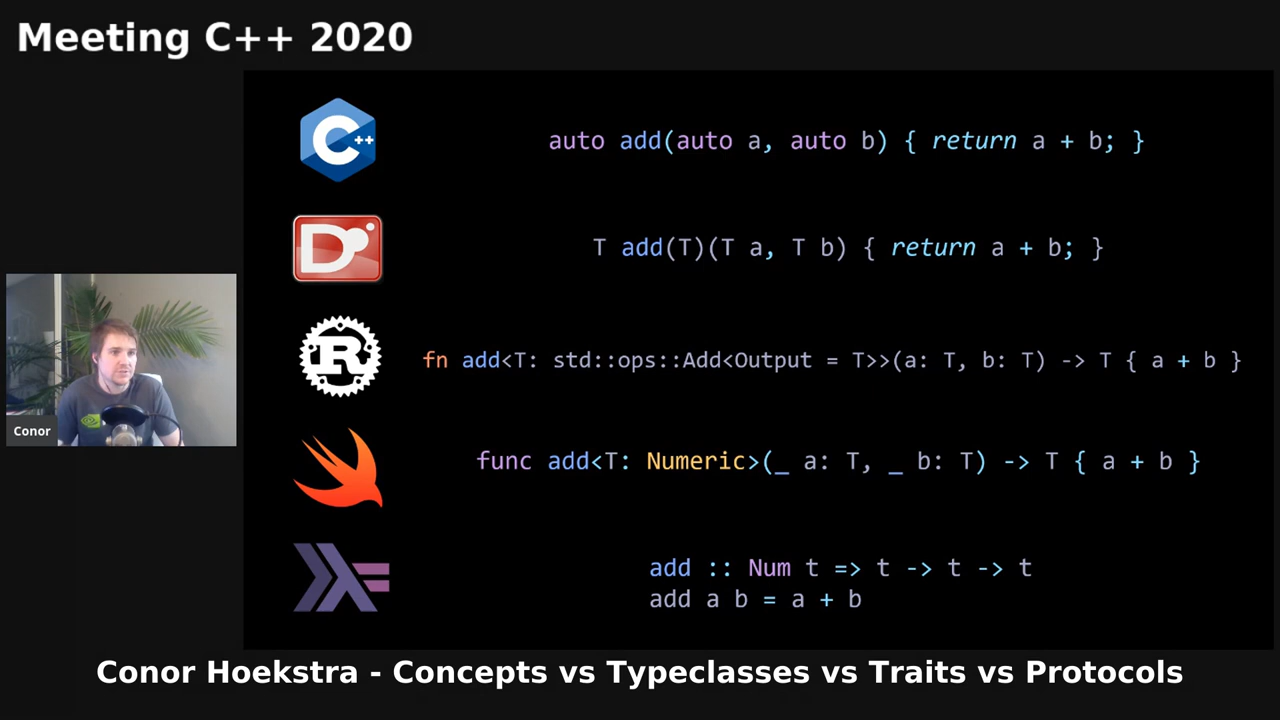 Meeting C++ 2020
C++
auto add(auto a, auto b) { return a + b; }
D
T add(T)(T a, T b) { return a + b; }
R
fn add<T: std::ops::Add<Output = T>>(a: T, b: T) -> T { a + b }
Conor
func add<T: Numeric>(_ a: T, _ b: T) -> T { a + b }
add :: Num t => t -> t -> t
add a b = a + b
Conor Hoekstra - Concepts vs Typeclasses vs Traits vs Protocols